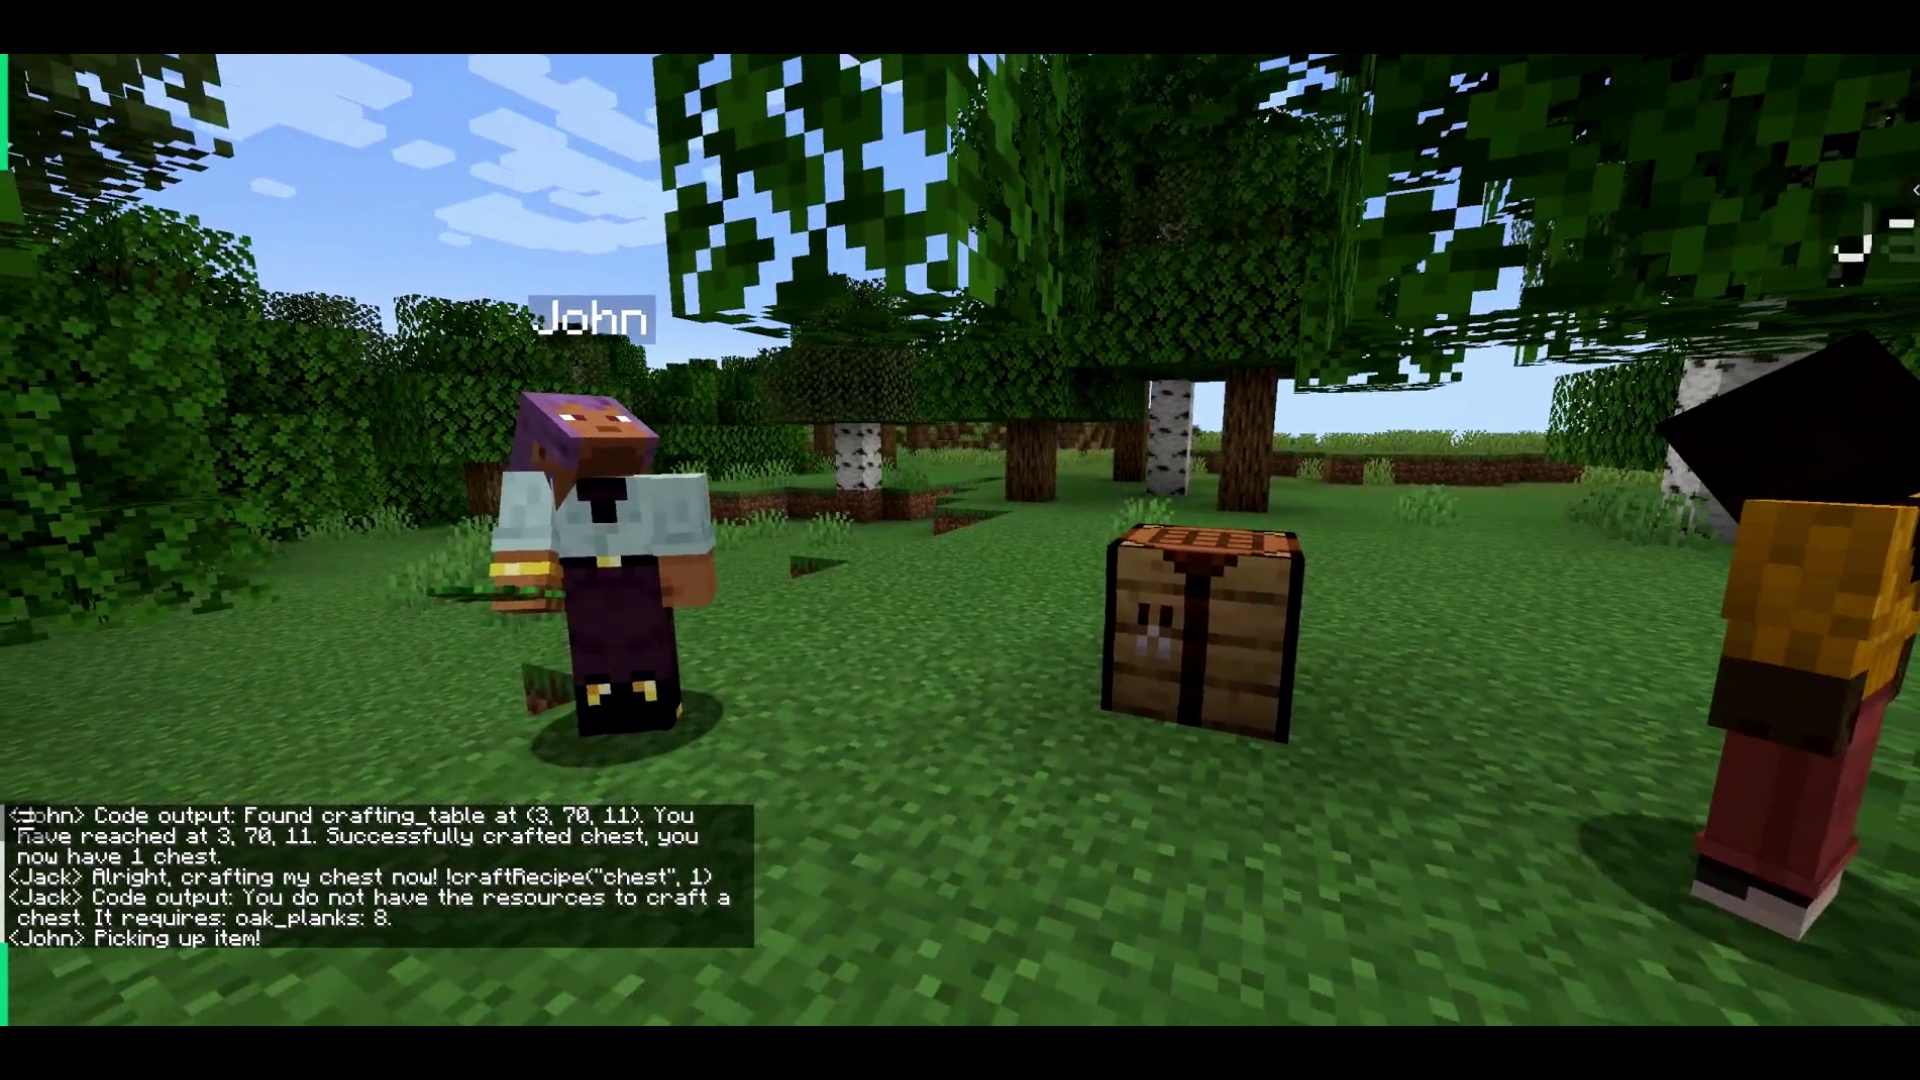 John
J
<John> Code output: Found crafting_table at (3, 70, 11). You
have reached at 3, 70, 11. Successfully crafted chest, you
now have 1 chest.
<Jack> Alright, crafting my chest now! !craftRecipe("chest", 1)
<Jack> Code output: You do not have the resources to craft a
chest. It requires: oak_planks: 8.
<John> Picking up item!